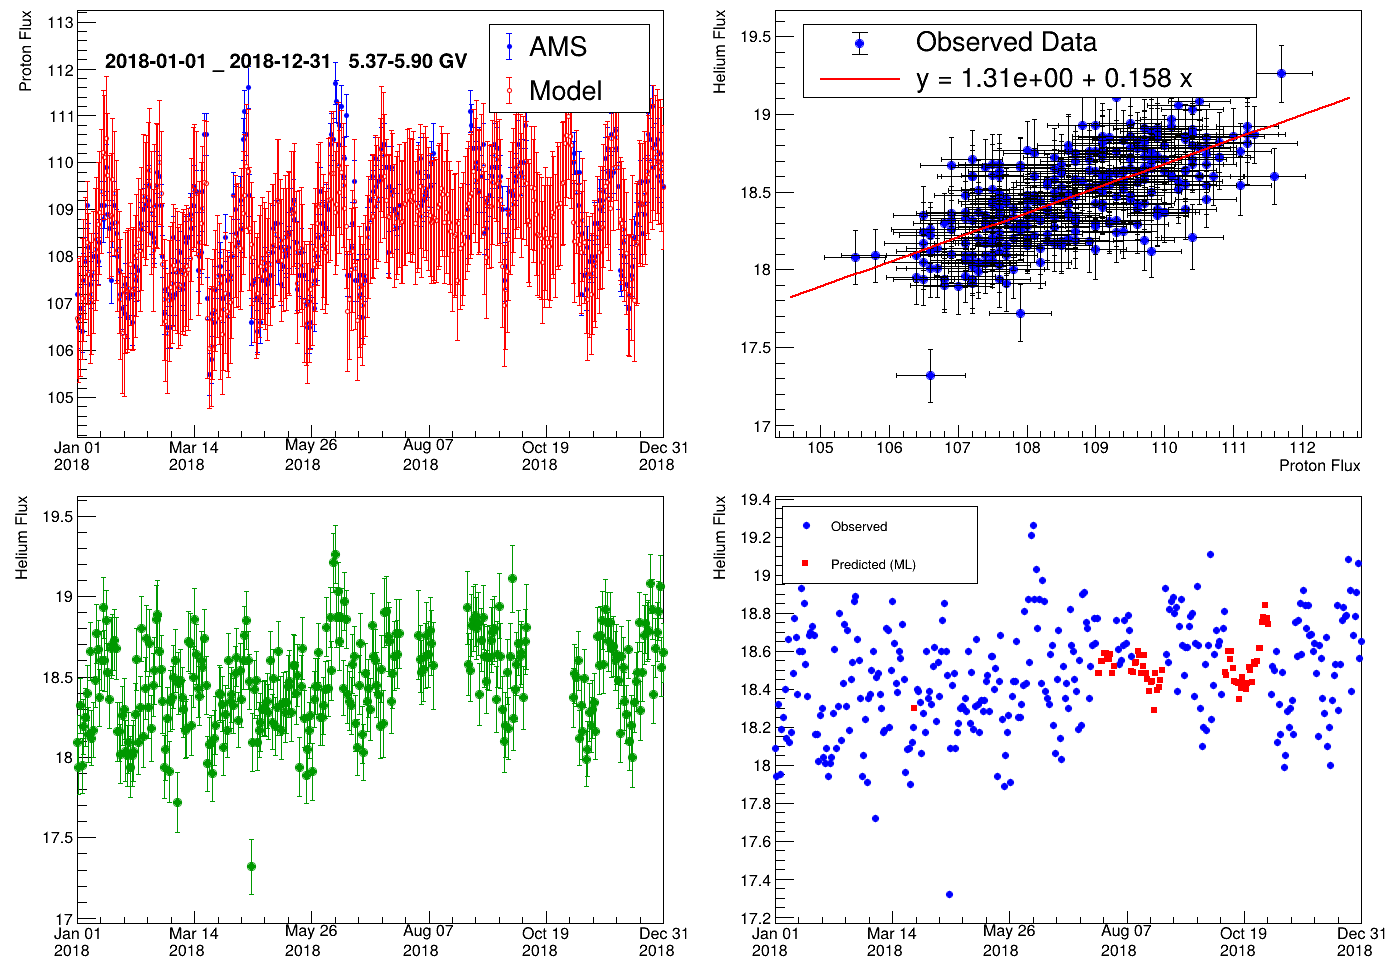 Proton Flux
113
112
111
110
109
108
107
106
105
2018-01-01 _ 2018-12-31 5.37-5.90 GV
AMS
Model
Jan 01 2018
Mar 14 2018
May 26 2018
Aug 07 2018
Oct 19 2018
Dec 31 2018
Helium Flux
19.5
19
18.5
18
17.5
17
Observed Data
y = 1.31e+00 + 0.158 x
105
106
107
108
109
110
111
112
Proton Flux
Helium Flux
19.5
19
18.5
18
17.5
17
Jan 01 2018
Mar 14 2018
May 26 2018
Aug 07 2018
Oct 19 2018
Dec 31 2018
Helium Flux
19.4
19.2
19
18.8
18.6
18.4
18.2
18
17.8
17.6
17.4
17.2
Observed
Predicted (ML)
Jan 01 2018
Mar 14 2018
May 26 2018
Aug 07 2018
Oct 19 2018
Dec 31 2018